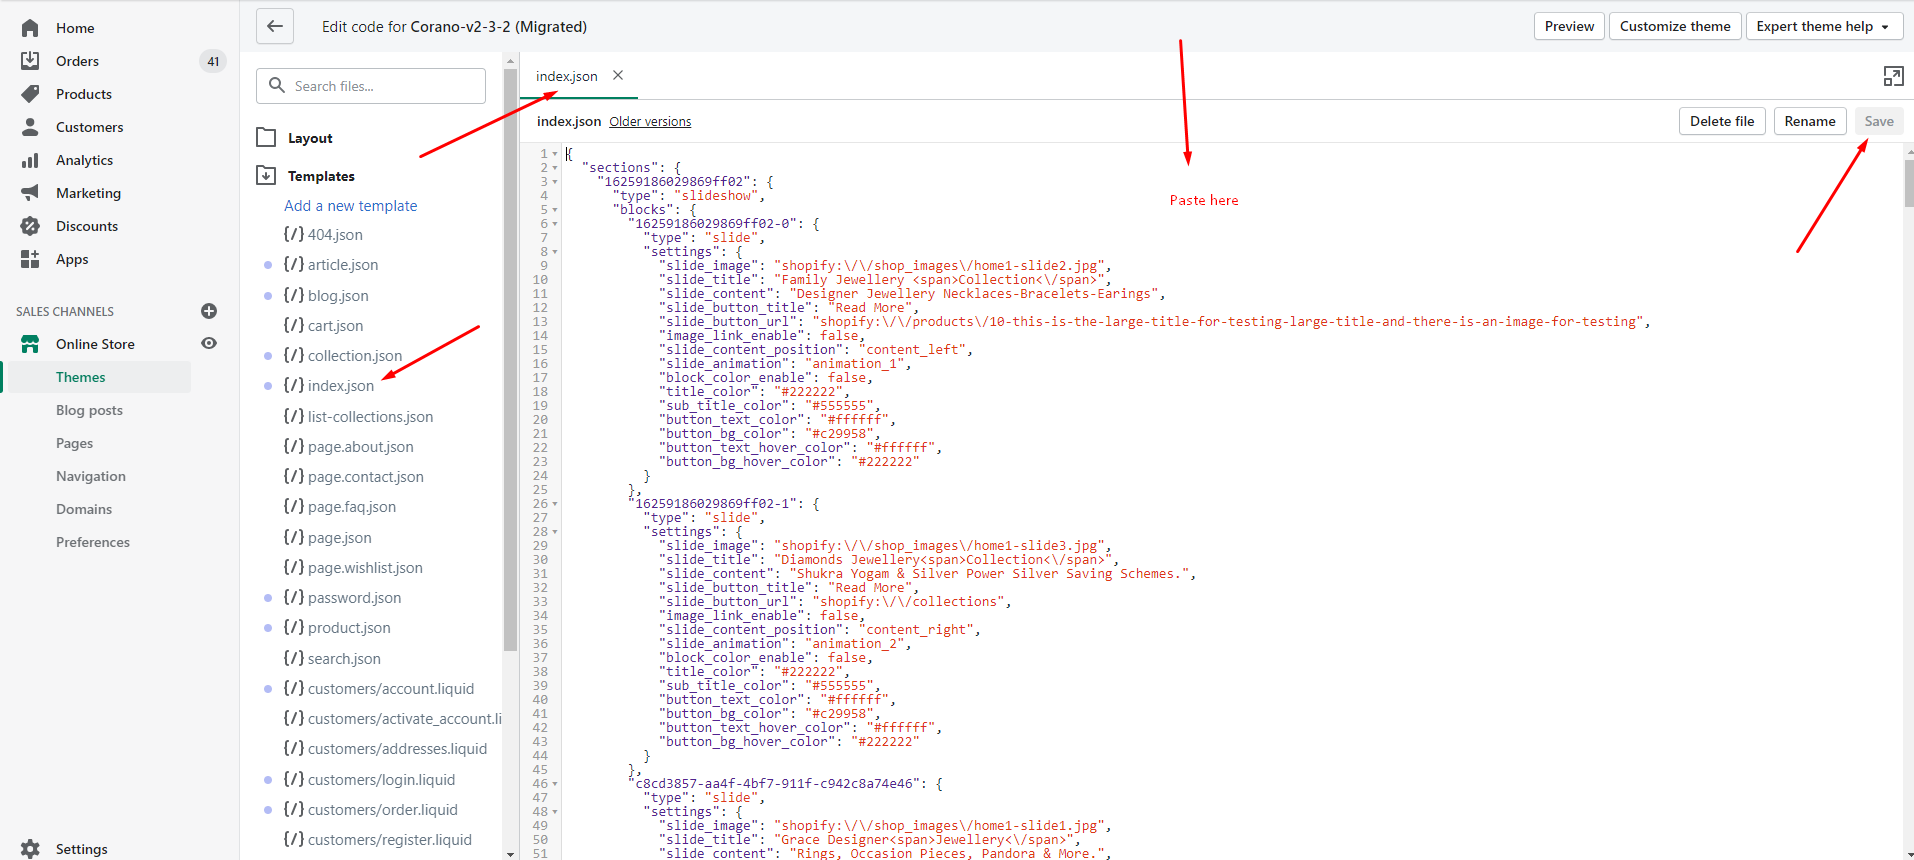 Home
Orders 41
Products
Customers
Analytics
Marketing
Discounts
Apps
SALES CHANNELS
Online Store
Themes
Blog posts
Pages
Navigation
Domains
Preferences
Settings
Edit code for Corano-v2-3-2 (Migrated)
Preview
Customize theme
Expert theme help
Search files...
Layout
Templates
Add a new template
{/} 404.json
{/} article.json
{/} blog.json
{/} cart.json
{/} collection.json
{/} index.json
{/} list-collections.json
{/} page.about.json
{/} page.contact.json
{/} page.faq.json
{/} page.json
{/} page.wishlist.json
{/} password.json
{/} product.json
{/} search.json
{/} customers/account.liquid
{/} customers/activate_account.li
{/} customers/addresses.liquid
{/} customers/login.liquid
{/} customers/order.liquid
{/} customers/register.liquid
index.json
index.json Older versions
Delete file
Rename
Save
Paste here
1 {
2 "sections": {
3 "16259186029869ff02": {
4 "type": "slideshow",
5 "blocks": {
6 "16259186029869ff02-0": {
7 "type": "slide",
8 "settings": {
9 "slide_image": "shopify:\/\/shop_images\/home1-slide2.jpg",
10 "slide_title": "Family Jewellery <span>Collection<\/span>",
11 "slide_content": "Designer Jewellery Necklaces-Bracelets-Earings",
12 "slide_button_title": "Read More",
13 "slide_button_url": "shopify:\/\/products\/10-this-is-the-large-title-for-testing-large-title-and-there-is-an-image-for-testing",
14 "image_link_enable": false,
15 "slide_content_position": "content_left",
16 "slide_animation": "animation_1",
17 "block_color_enable": false,
18 "title_color": "#222222",
19 "sub_title_color": "#555555",
20 "button_text_color": "#ffffff",
21 "button_bg_color": "#c29958",
22 "button_text_hover_color": "#ffffff",
23 "button_bg_hover_color": "#222222"
24 }
25 },
26 "16259186029869ff02-1": {
27 "type": "slide",
28 "settings": {
29 "slide_image": "shopify:\/\/shop_images\/home1-slide3.jpg",
30 "slide_title": "Diamonds Jewellery<span>Collection<\/span>",
31 "slide_content": "Shukra Yogam & Silver Power Silver Saving Schemes.",
32 "slide_button_title": "Read More",
33 "slide_button_url": "shopify:\/\/collections",
34 "image_link_enable": false,
35 "slide_content_position": "content_right",
36 "slide_animation": "animation_2",
37 "block_color_enable": false,
38 "title_color": "#222222",
39 "sub_title_color": "#555555",
40 "button_text_color": "#ffffff",
41 "button_bg_color": "#c29958",
42 "button_text_hover_color": "#ffffff",
43 "button_bg_hover_color": "#222222"
44 }
45 },
46 "c8cd3857-aa4f-4bf7-911f-c942c8a74e46": {
47 "type": "slide",
48 "settings": {
49 "slide_image": "shopify:\/\/shop_images\/home1-slide1.jpg",
50 "slide_title": "Grace Designer<span>Jewellery<\/span>",
51 "slide_content": "Rings, Occasion Pieces, Pandora & More.",